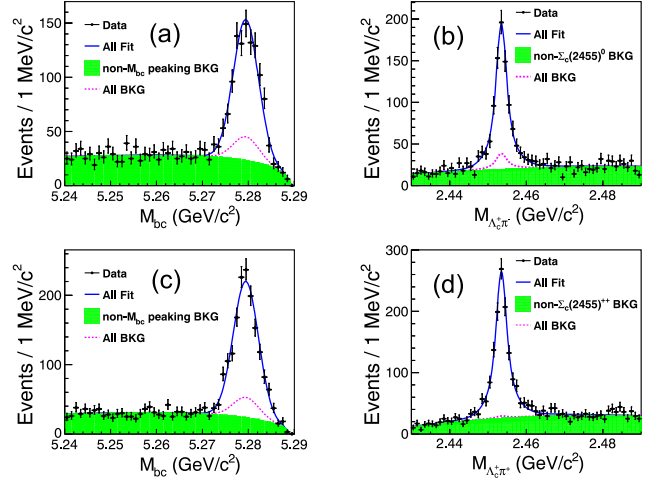 (a)
Data
All Fit
non-M_bc peaking BKG
All BKG
Events / 1 MeV/c²
150
100
50
0
5.24 5.25 5.26 5.27 5.28 5.29
M_bc (GeV/c²)
(b)
Data
All Fit
non-Σ_c(2455)⁰ BKG
All BKG
Events / 1 MeV/c²
200
150
100
50
0
2.44 2.46 2.48
M_Λ_c⁺π⁻ (GeV/c²)
(c)
Data
All Fit
non-M_bc peaking BKG
All BKG
Events / 1 MeV/c²
200
100
0
5.24 5.25 5.26 5.27 5.28 5.29
M_bc (GeV/c²)
(d)
Data
All Fit
non-Σ_c(2455)⁺⁺ BKG
All BKG
Events / 1 MeV/c²
300
200
100
0
2.44 2.46 2.48
M_Λ_c⁺π⁺ (GeV/c²)